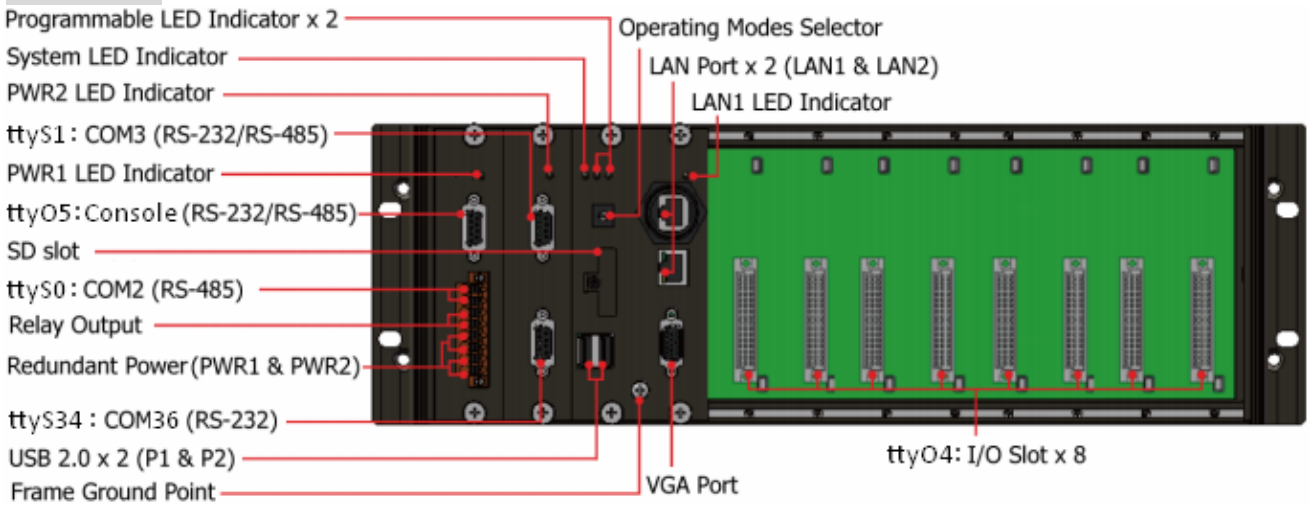 Programmable LED Indicator x 2
System LED Indicator
PWR2 LED Indicator
ttyS1: COM3 (RS-232/RS-485)
PWR1 LED Indicator
ttyO5:Console(RS-232/RS-485)
SD slot
ttyS0: COM2 (RS-485)
Relay Output
Redundant Power(PWR1 & PWR2)
ttyS34 : COM36 (RS-232)
USB 2.0 x 2 (P1 & P2)
Frame Ground Point
Operating Modes Selector
LAN Port x 2 (LAN1 & LAN2)
LAN1 LED Indicator
ttyO4: I/O Slot x 8
VGA Port